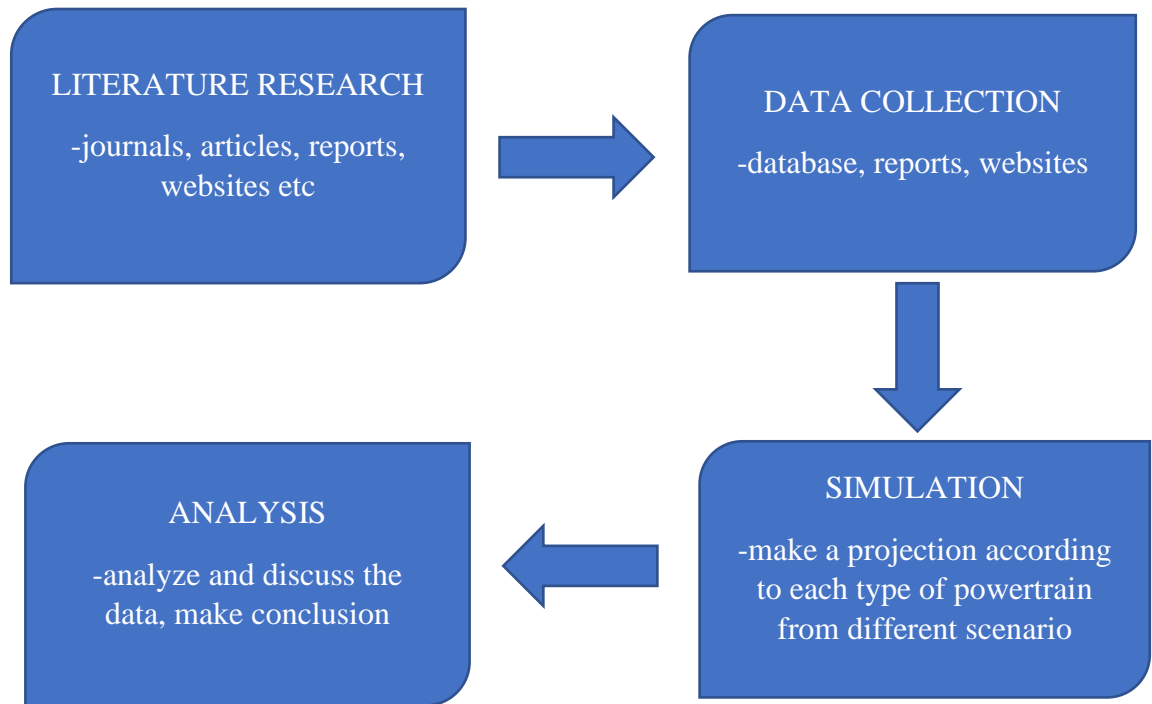 LITERATURE RESEARCH
-journals, articles, reports,
websites etc
DATA COLLECTION
-database, reports, websites
SIMULATION
-make a projection according
to each type of powertrain
from different scenario
ANALYSIS
-analyze and discuss the
data, make conclusion